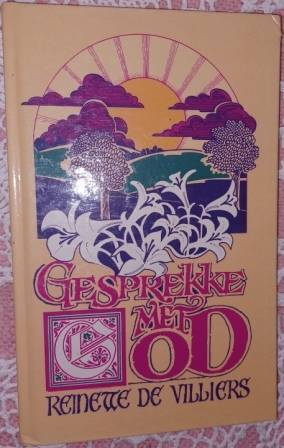 GESPREKKE
MET
GOD
REINETTE DE VILLIERS